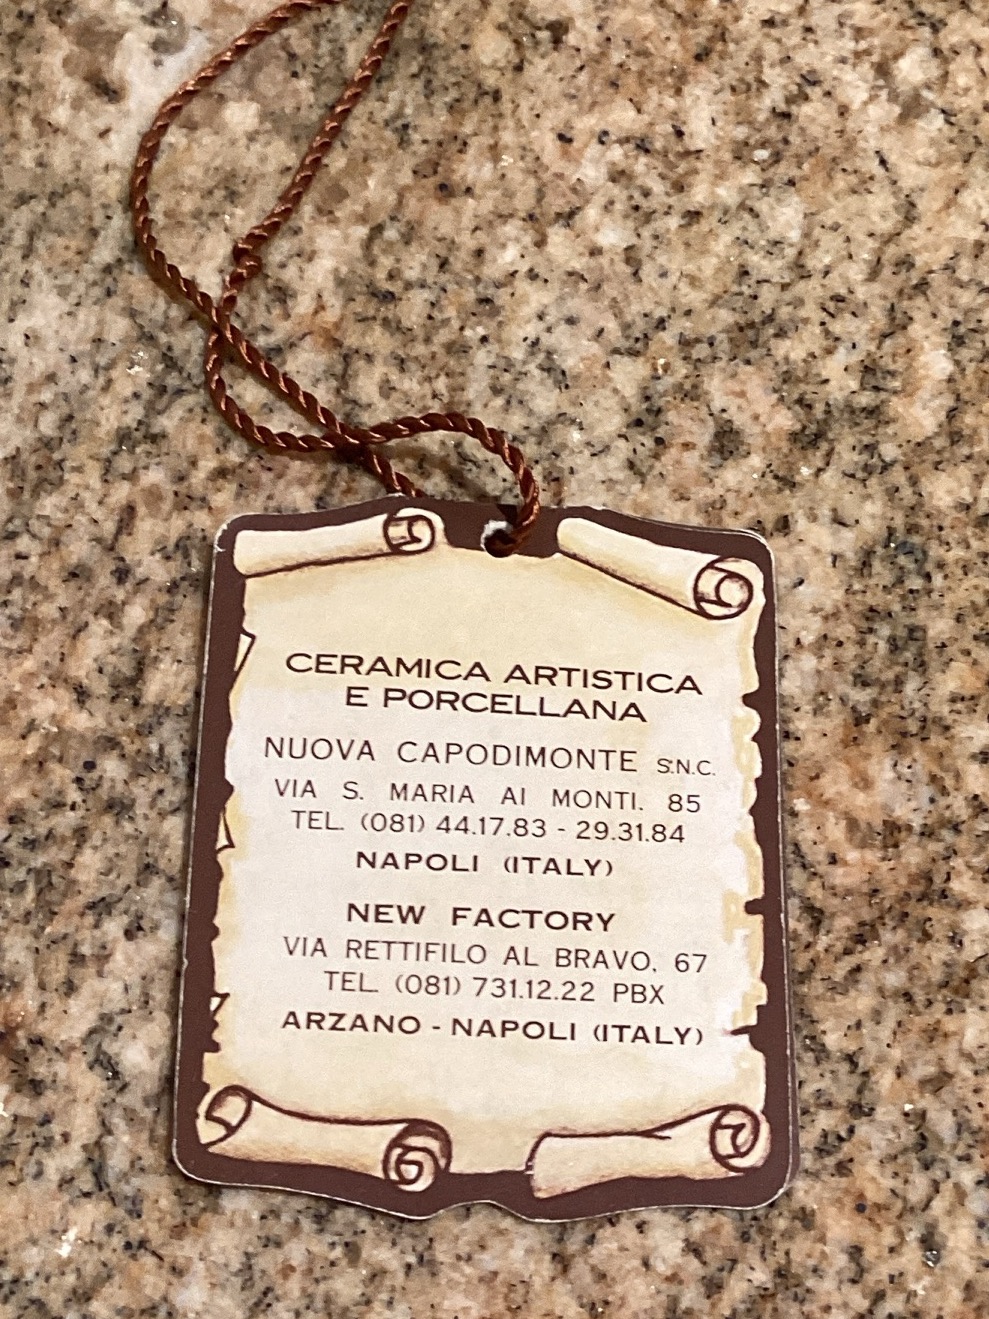 CERAMICA ARTISTICA
E PORCELLANA
NUOVA CAPODIMONTE S.N.C.
VIA S. MARIA AI MONTI. 85
TEL. (081) 44.17.83 - 29.31.84
NAPOLI (ITALY)
NEW FACTORY
VIA RETTIFILO AL BRAVO, 67
TEL. (081) 731.12.22 PBX
ARZANO - NAPOLI (ITALY)